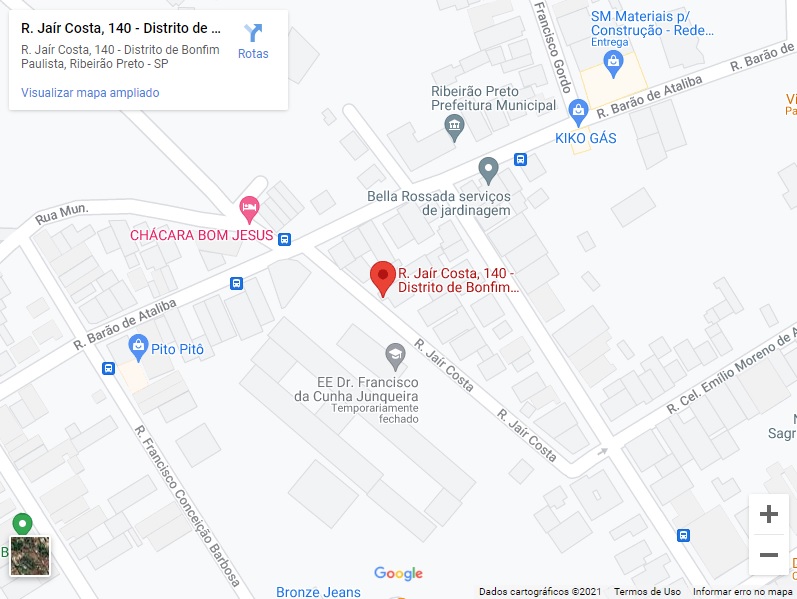 R. Jaír Costa, 140 - Distrito de ...
R. Jaír Costa, 140 - Distrito de Bonfim
Paulista, Ribeirão Preto - SP
Rotas
Visualizar mapa ampliado
Francisco Gordo
SM Materiais p/
Construção - Rede...
Entrega
R. Barão de Ataliba
R. Barão de
Ribeirão Preto
Prefeitura Municipal
KIKO GÁS
Bella Rossada serviços
de jardinagem
Rua Mun.
CHÁCARA BOM JESUS
R. Jaír Costa, 140 -
Distrito de Bonfim...
R. Barão de Ataliba
Pito Pitô
R. Jaír Costa
EE Dr. Francisco
da Cunha Junqueira
Temporariamente
fechado
R. Cel. Emílio Moreno de A
R. Jaír Costa
Sagr
R. Francisco Conceição Barbosa
B
Google
Bronze Jeans
Dados cartográficos ©2021 Termos de Uso Informar erro no mapa